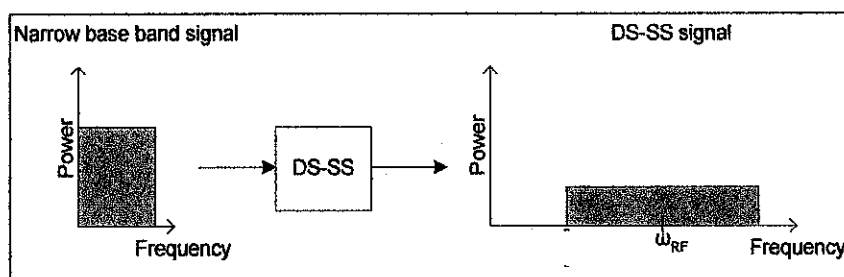 Narrow base band signal
DS-SS signal
Power
DS-SS
Power
Frequency
ωRF
Frequency